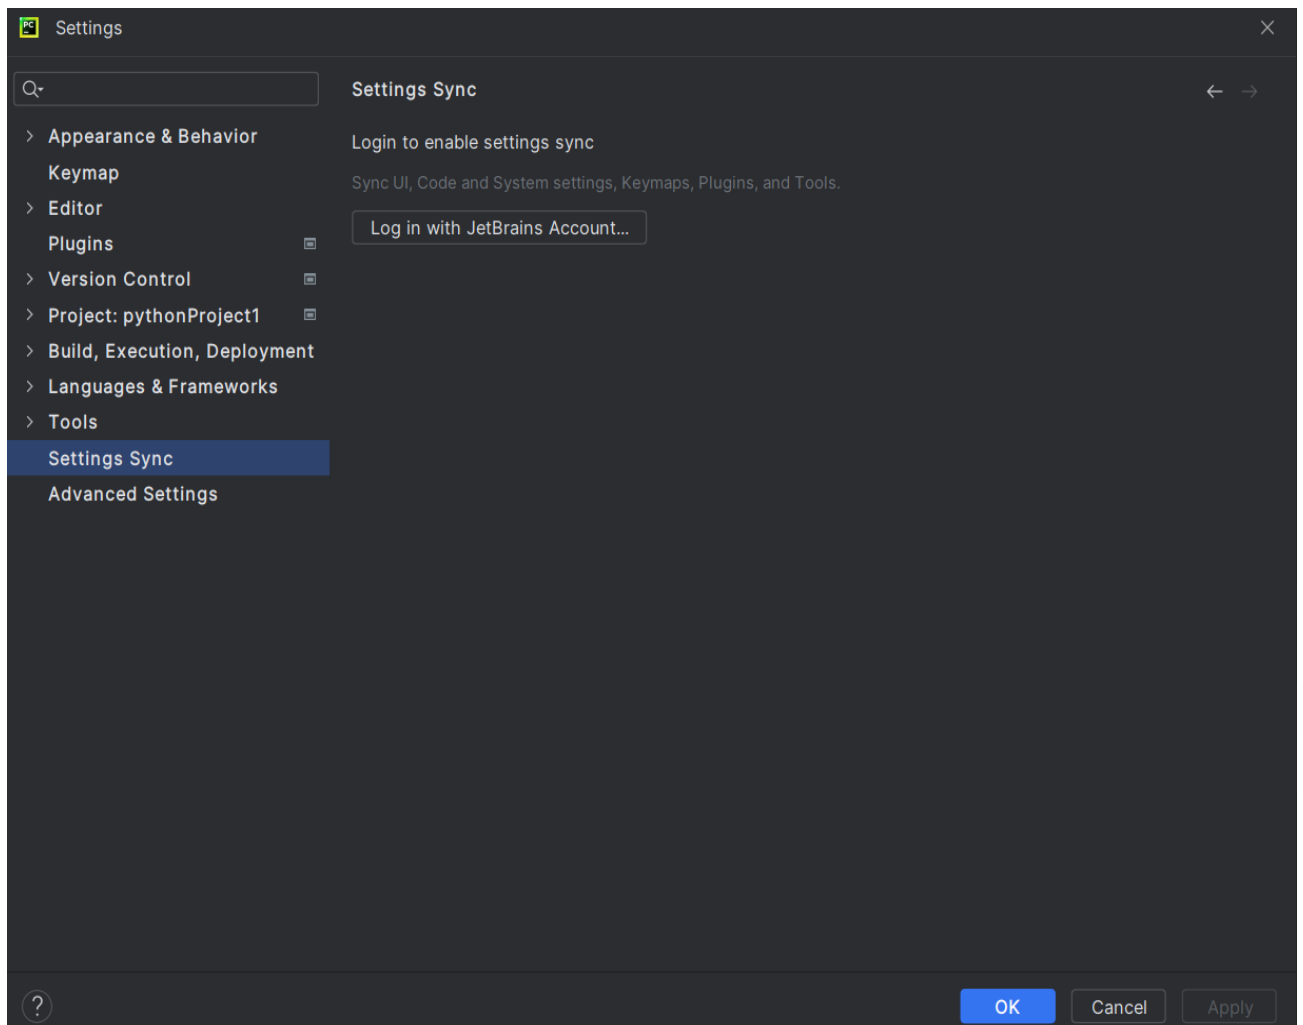 PC
Settings
Appearance & Behavior
Keymap
Editor
Plugins
Version Control
Project: pythonProject1
Build, Execution, Deployment
Languages & Frameworks
Tools
Settings Sync
Advanced Settings
Settings Sync
Login to enable settings sync
Sync UI, Code and System settings, Keymaps, Plugins, and Tools.
Log in with JetBrains Account...
?
OK
Cancel
Apply